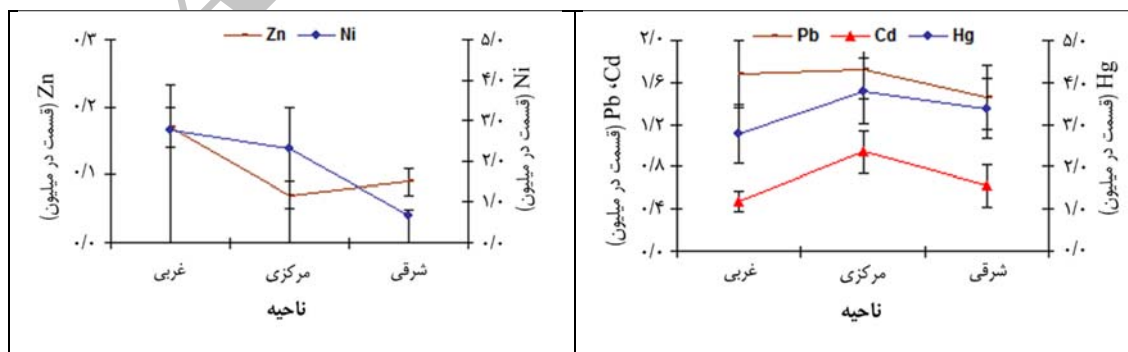 Zn Ni
۰/۳
۰/۲
۰/۱
۰/۰
Zn (قسمت در میلیون)
۵/۰
۴/۰
۳/۰
۲/۰
۱/۰
۰/۰
Ni (قسمت در میلیون)
غربی مرکزی شرقی
ناحیه
Pb Cd Hg
۲/۰
۱/۶
۱/۲
۰/۸
۰/۴
۰/۰
Pb ،Cd (قسمت در میلیون)
۵/۰
۴/۰
۳/۰
۲/۰
۱/۰
۰/۰
Hg (قسمت در میلیون)
غربی مرکزی شرقی
ناحیه